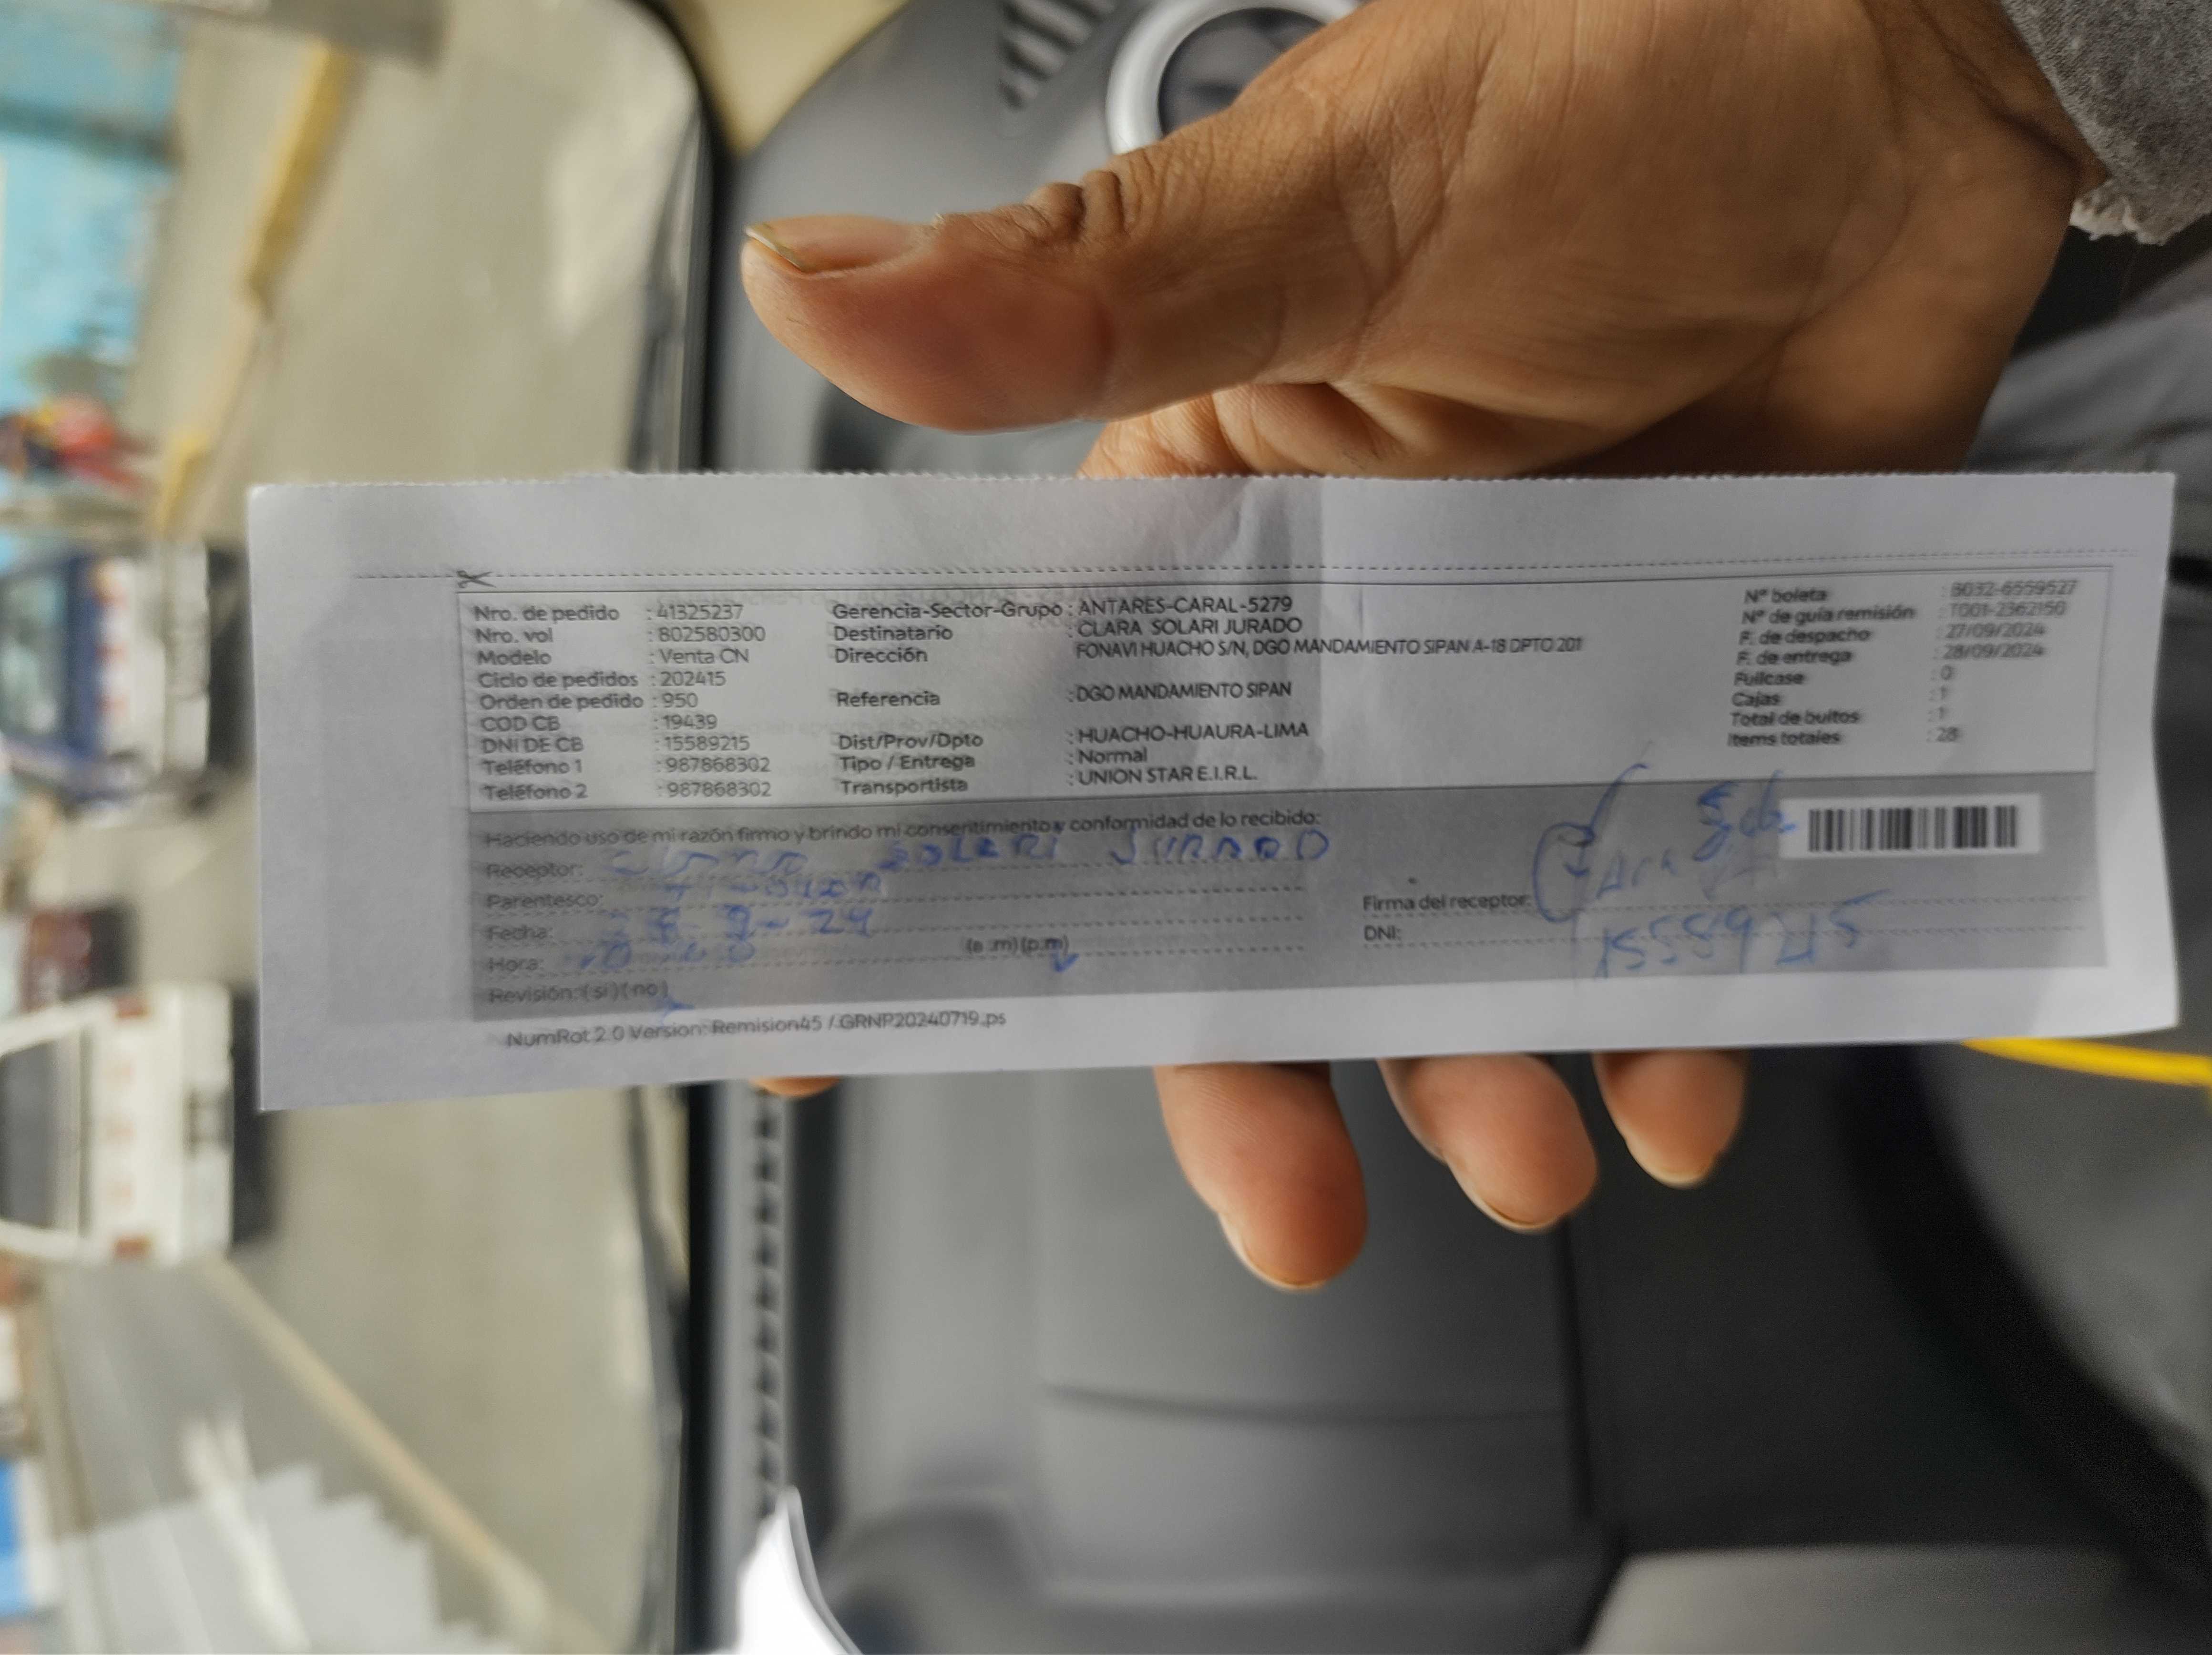 Nro. de pedido : 41325237
Nro. vol : 802580300
Modelo : Venta CN
Ciclo de pedidos : 202415
Orden de pedido : 950
COD CB : 19439
DNI DE CB : 15589215
Teléfono 1 : 987868302
Teléfono 2 : 987868302
Gerencia-Sector-Grupo : ANTARES-CARAL-5279
Destinatario : CLARA SOLARI JURADO
Dirección FONAVI HUACHO S/N, DGO MANDAMIENTO SIPAN A-18 DPTO 201
Referencia : DGO MANDAMIENTO SIPAN
Dist/Prov/Dpto : HUACHO-HUAURA-LIMA
Tipo / Entrega : Normal
Transportista : UNION STAR E.I.R.L.
N° boleta : B032-6559527
N° de guía remisión : T001-2362150
F. de despacho : 27/09/2024
F. de entrega : 28/09/2024
Fullcase : 0
Cajas : 1
Total de bultos : 1
Items totales : 28
Haciendo uso de mi razón firmo y brindo mi consentimiento y conformidad de lo recibido:
Receptor: SOLARI JURADO
Parentesco:
Fecha: 28-9-24
Hora: (a.m) (p.m)
Revisión: (si) (no)
Firma del receptor:
DNI: 15589215
NumRot 2.0 Version: Remision45 / GRNP20240719.ps